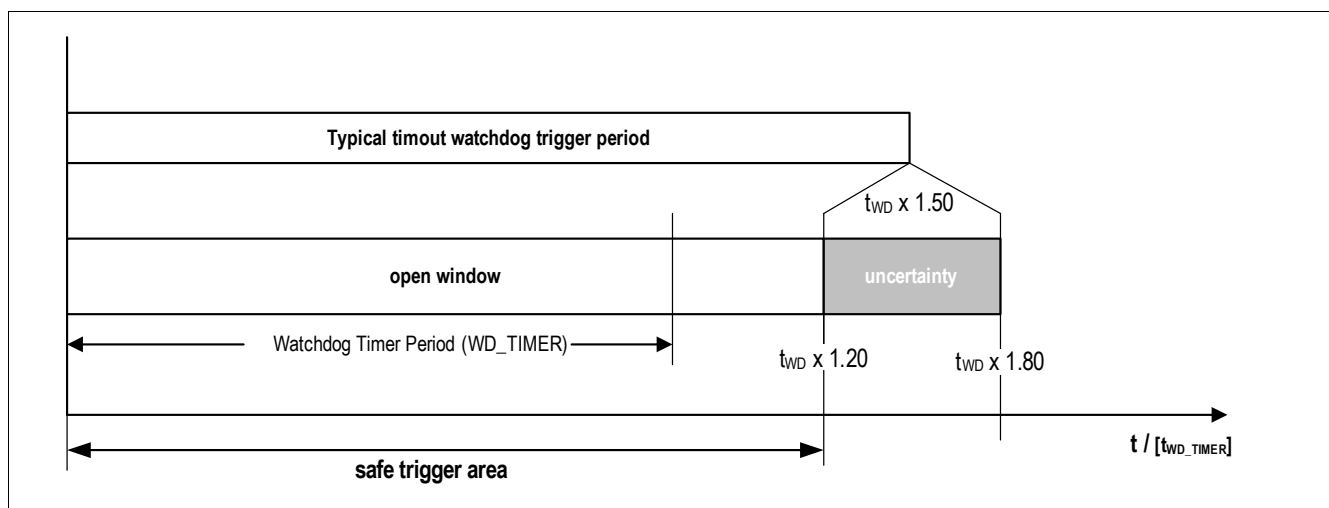 Typical timout watchdog trigger period
tWD x 1.50
open window
uncertainty
Watchdog Timer Period (WD_TIMER)
tWD x 1.20
tWD x 1.80
t / [tWD_TIMER]
safe trigger area